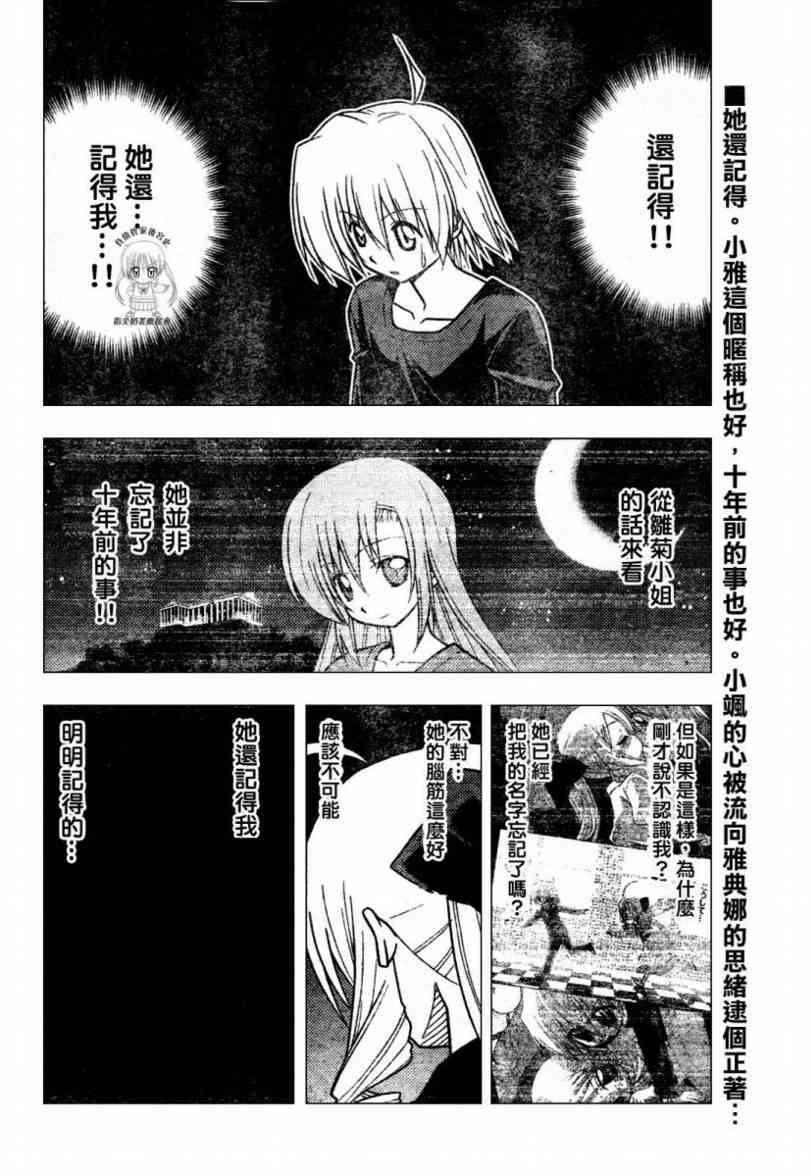 ■她還記得。小雅這個暱稱也好，十年前的事也好。小颯的心被流向雅典娜的思緒逮個正著…
還記得!!
她還…
記得我…!!
從雛菊小姐
的話來看
她並非
忘記了
十年前的事!!
但如果是這樣，為什麼
剛才說不認識我？
她已經
把我的名字忘記了嗎？
不對…
她的腦筋這麼好
應該不可能
她還記得我
明明記得的…